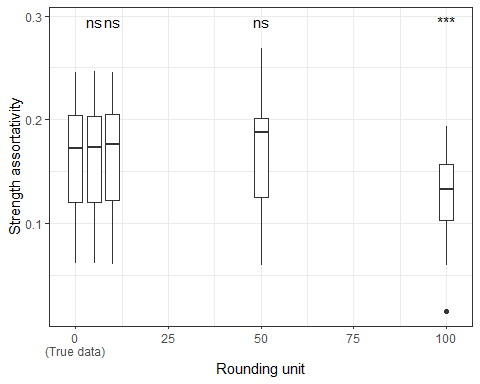 ns ns ns ***
0.3
0.2
0.1
Strength assortativity
0 25 50 75 100
(True data)
Rounding unit